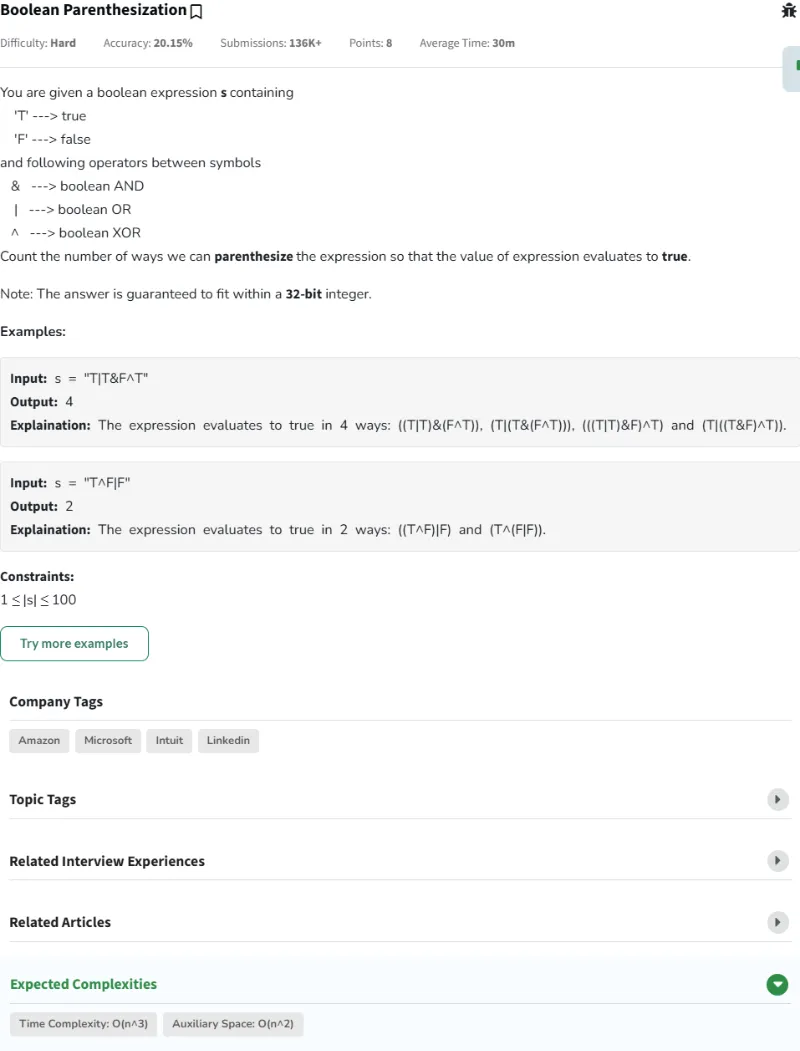 Boolean Parenthesization
Difficulty: Hard Accuracy: 20.15% Submissions: 136K+ Points: 8 Average Time: 30m
You are given a boolean expression s containing
'T' ---> true
'F' ---> false
and following operators between symbols
& ---> boolean AND
| ---> boolean OR
^ ---> boolean XOR
Count the number of ways we can parenthesize the expression so that the value of expression evaluates to true.
Note: The answer is guaranteed to fit within a 32-bit integer.
Examples:
Input: s = "T|T&F^T"
Output: 4
Explaination: The expression evaluates to true in 4 ways: ((T|T)&(F^T)), (T|(T&(F^T))), (((T|T)&F)^T) and (T|((T&F)^T)).
Input: s = "T^F|F"
Output: 2
Explaination: The expression evaluates to true in 2 ways: ((T^F)|F) and (T^(F|F)).
Constraints:
1 ≤ |s| ≤ 100
Try more examples
Company Tags
Amazon Microsoft Intuit Linkedin
Topic Tags
Related Interview Experiences
Related Articles
Expected Complexities
Time Complexity: O(n^3) Auxiliary Space: O(n^2)